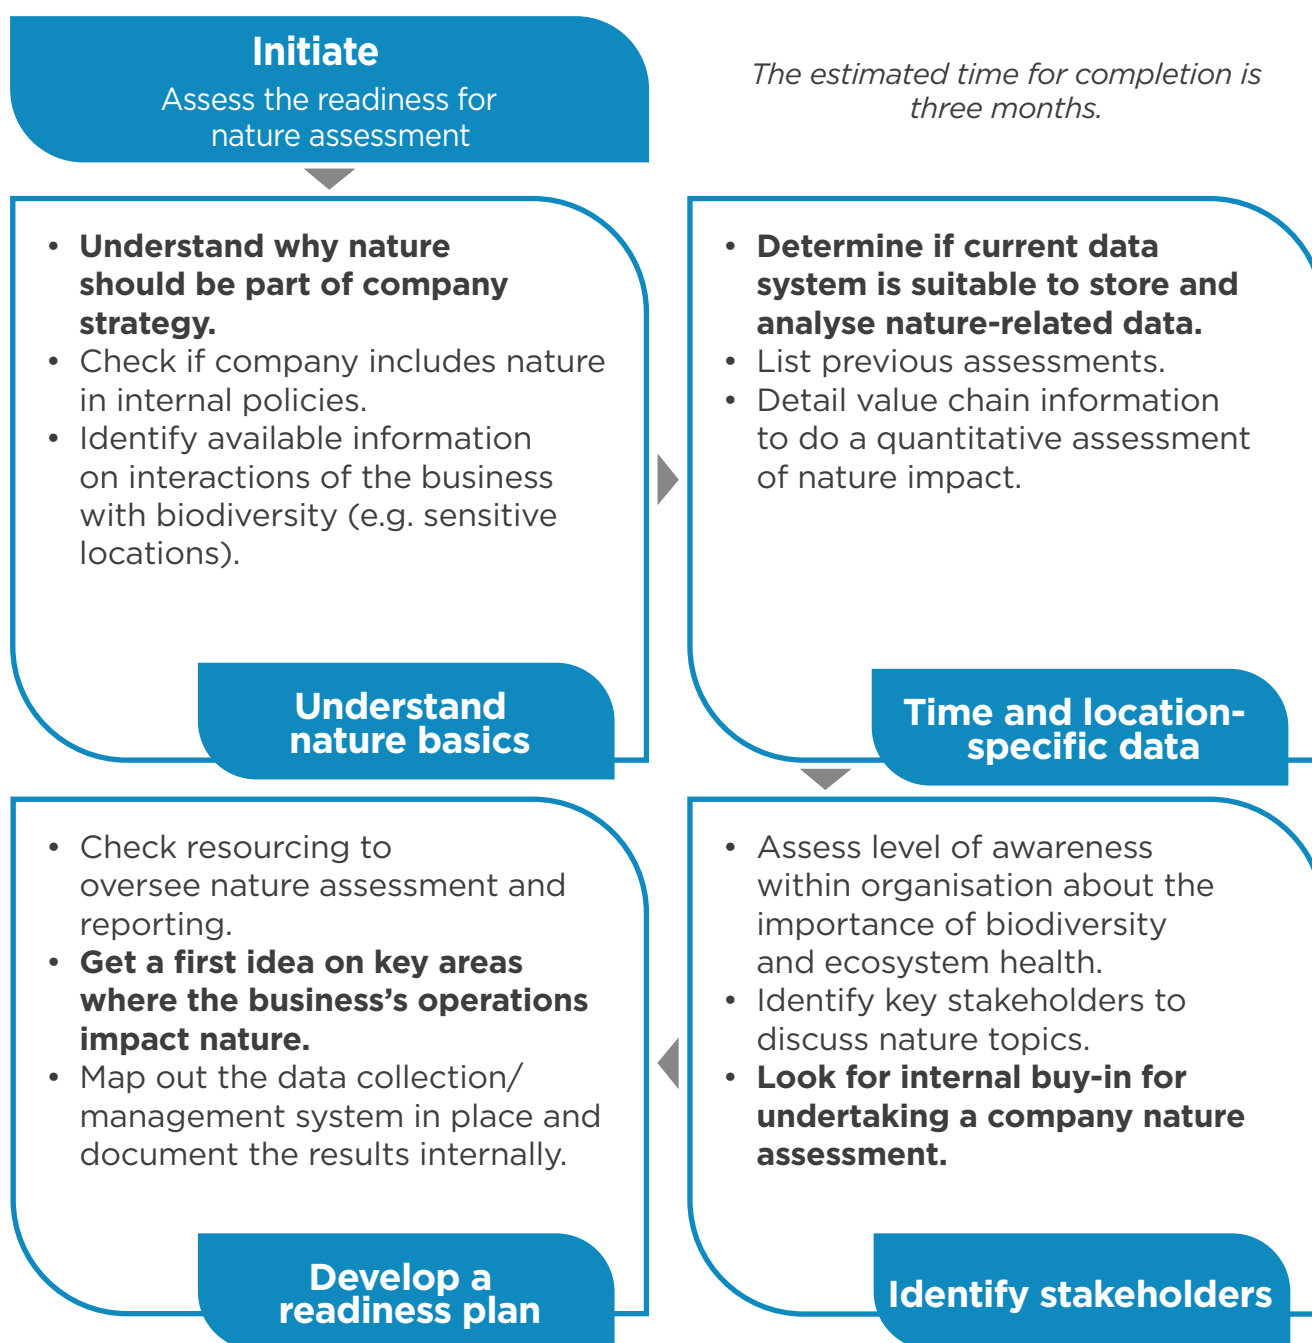 Initiate
Assess the readiness for
nature assessment
The estimated time for completion is
three months.
• Understand why nature
should be part of company
strategy.
• Check if company includes nature
in internal policies.
• Identify available information
on interactions of the business
with biodiversity (e.g. sensitive
locations).
Understand
nature basics
• Determine if current data
system is suitable to store and
analyse nature-related data.
• List previous assessments.
• Detail value chain information
to do a quantitative assessment
of nature impact.
Time and location-
specific data
• Assess level of awareness
within organisation about the
importance of biodiversity
and ecosystem health.
• Identify key stakeholders to
discuss nature topics.
• Look for internal buy-in for
undertaking a company nature
assessment.
Identify stakeholders
• Check resourcing to
oversee nature assessment and
reporting.
• Get a first idea on key areas
where the business’s operations
impact nature.
• Map out the data collection/
management system in place and
document the results internally.
Develop a
readiness plan